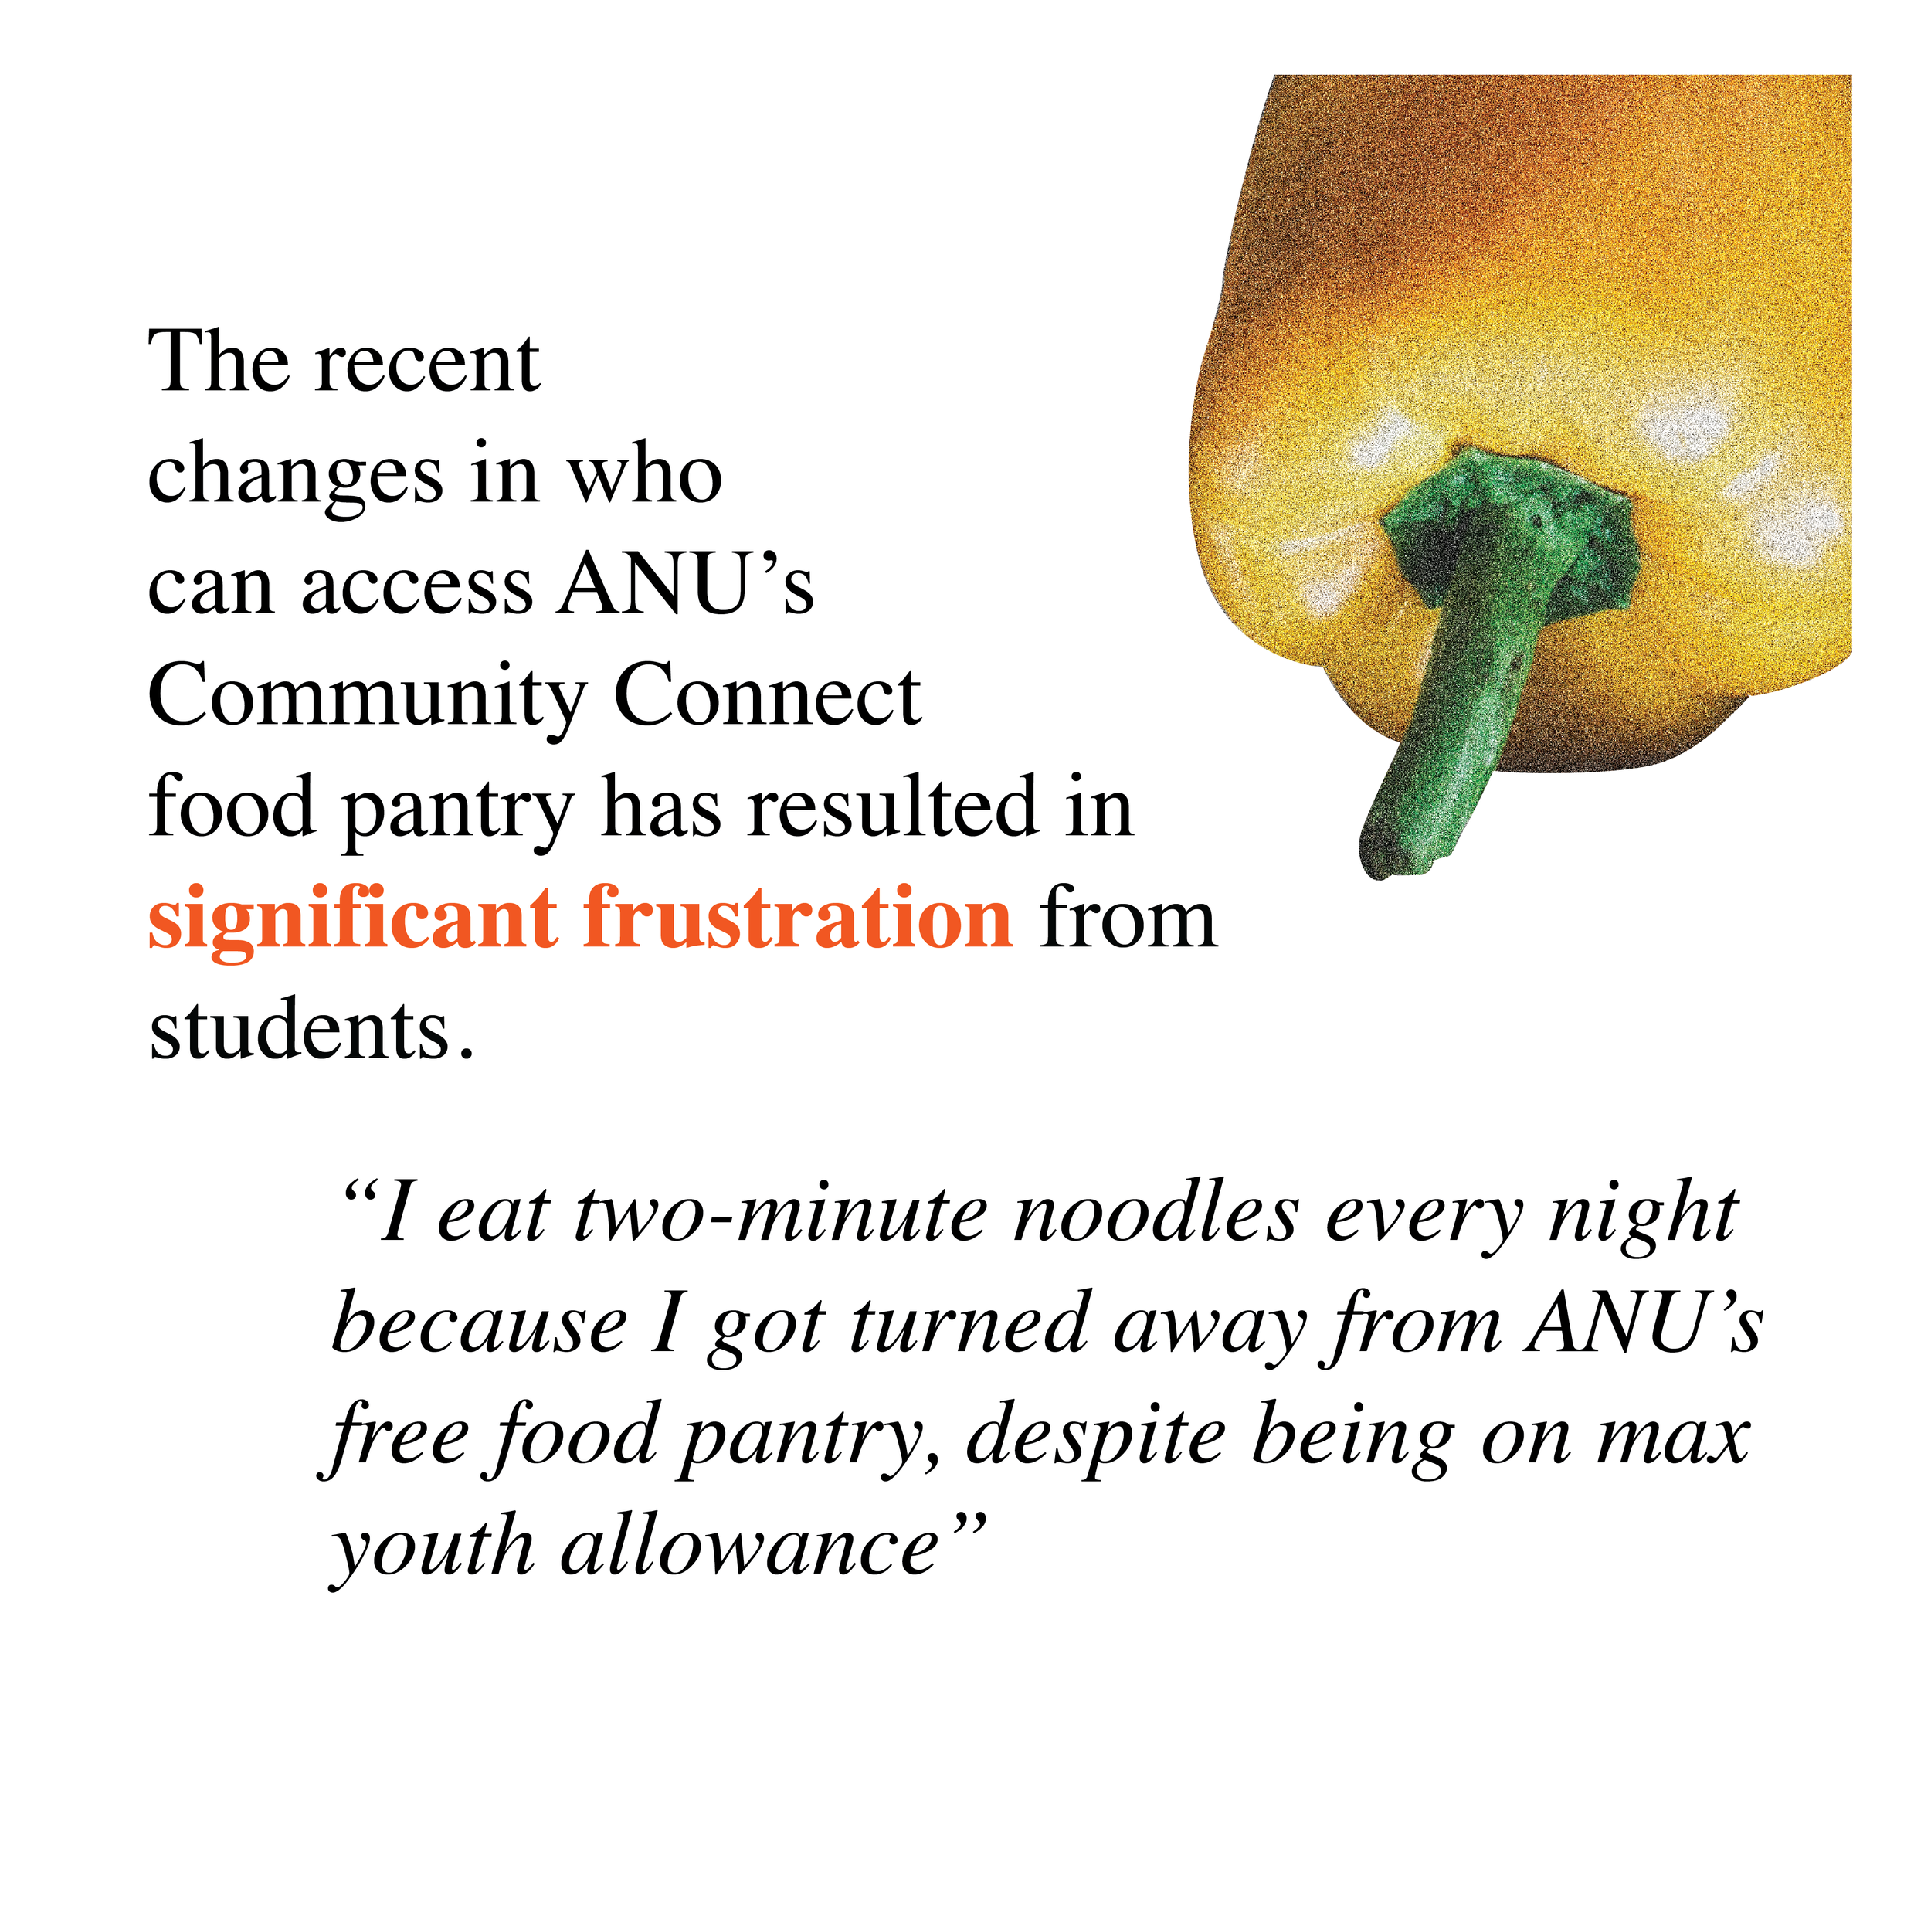 The recent
changes in who
can access ANU’s
Community Connect
food pantry has resulted in
significant frustration from
students.
“I eat two-minute noodles every night
because I got turned away from ANU’s
free food pantry, despite being on max
youth allowance”